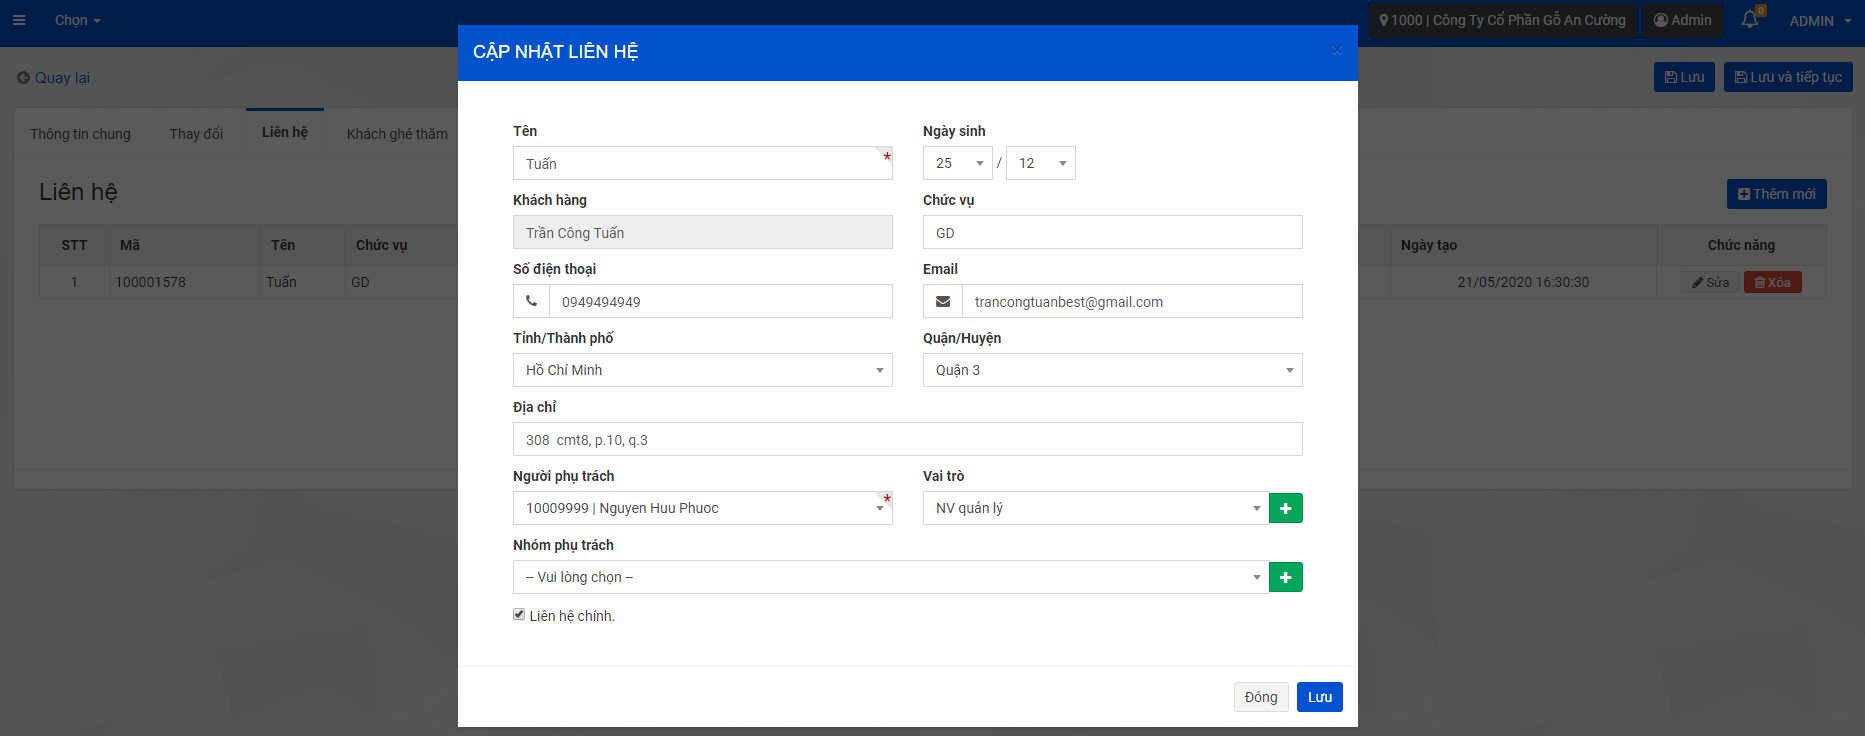 Chọn
1000 | Công Ty Cổ Phần Gỗ An Cường
Admin
0
ADMIN
CẬP NHẬT LIÊN HỆ
×
Quay lại
Lưu
Lưu và tiếp tục
Thông tin chung
Thay đổi
Liên hệ
Khách ghé thăm
Liên hệ
Thêm mới
STT
Mã
Tên
Chức vụ
Ngày tạo
Chức năng
1
100001578
Tuấn
GD
21/05/2020 16:30:30
Sửa
Xóa
Tên
Ngày sinh
Tuấn
*
25
/
12
Khách hàng
Chức vụ
Trần Công Tuấn
GD
Số điện thoại
Email
0949494949
trancongtuanbest@gmail.com
Tỉnh/Thành phố
Quận/Huyện
Hồ Chí Minh
Quận 3
Địa chỉ
308  cmt8, p.10, q.3
Người phụ trách
Vai trò
10009999 | Nguyen Huu Phuoc
*
NV quản lý
Nhóm phụ trách
-- Vui lòng chọn --
Liên hệ chính.
Đóng
Lưu